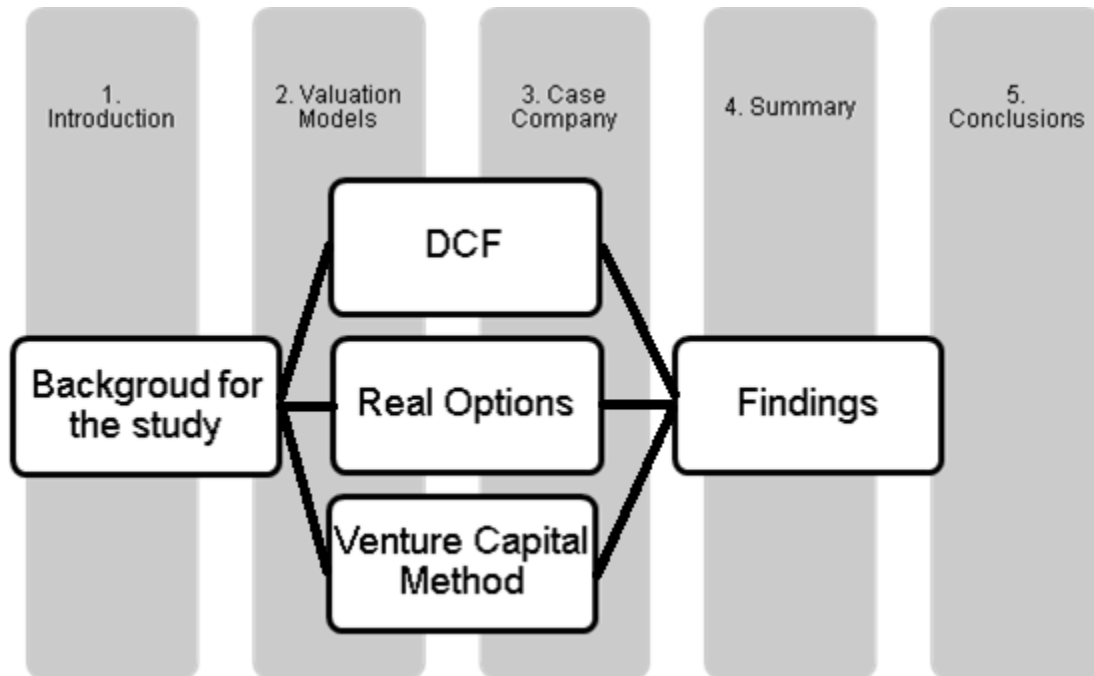 1.
Introduction
2. Valuation
Models
3. Case
Company
4. Summary
5.
Conclusions
DCF
Backgroud for
the study
Real Options
Findings
Venture Capital
Method